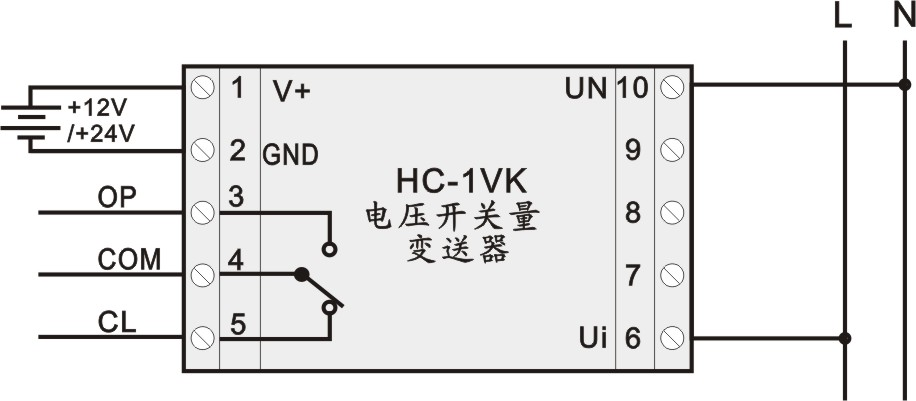 L N
1 V+
UN 10
+12V
/+24V
2 GND
9
HC-1VK
电压开关量
变送器
OP 3
8
COM 4
7
CL 5
Ui 6